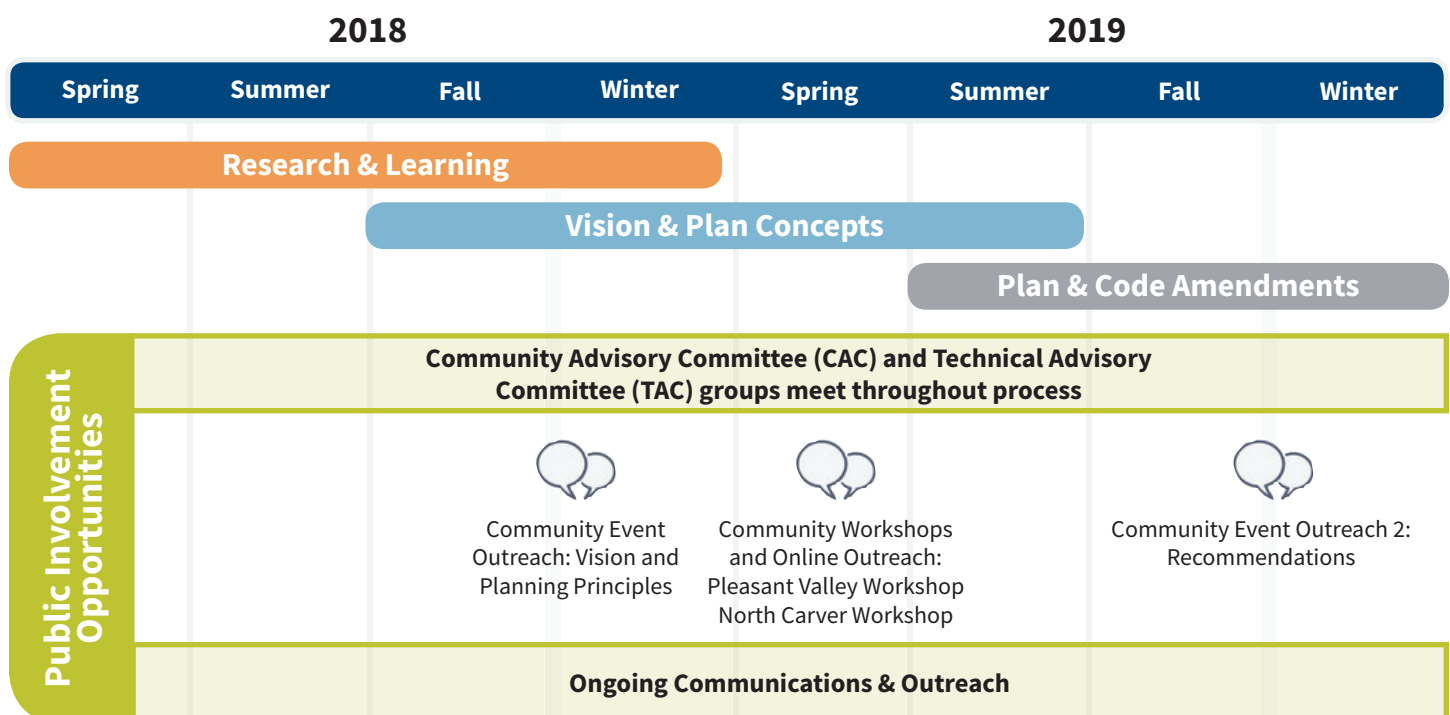 2018
2019
Spring
Summer
Fall
Winter
Spring
Summer
Fall
Winter
Research & Learning
Vision & Plan Concepts
Plan & Code Amendments
Public Involvement
Opportunities
Community Advisory Committee (CAC) and Technical Advisory
Committee (TAC) groups meet throughout process
Community Event
Outreach: Vision and
Planning Principles
Community Workshops
and Online Outreach:
Pleasant Valley Workshop
North Carver Workshop
Community Event Outreach 2:
Recommendations
Ongoing Communications & Outreach